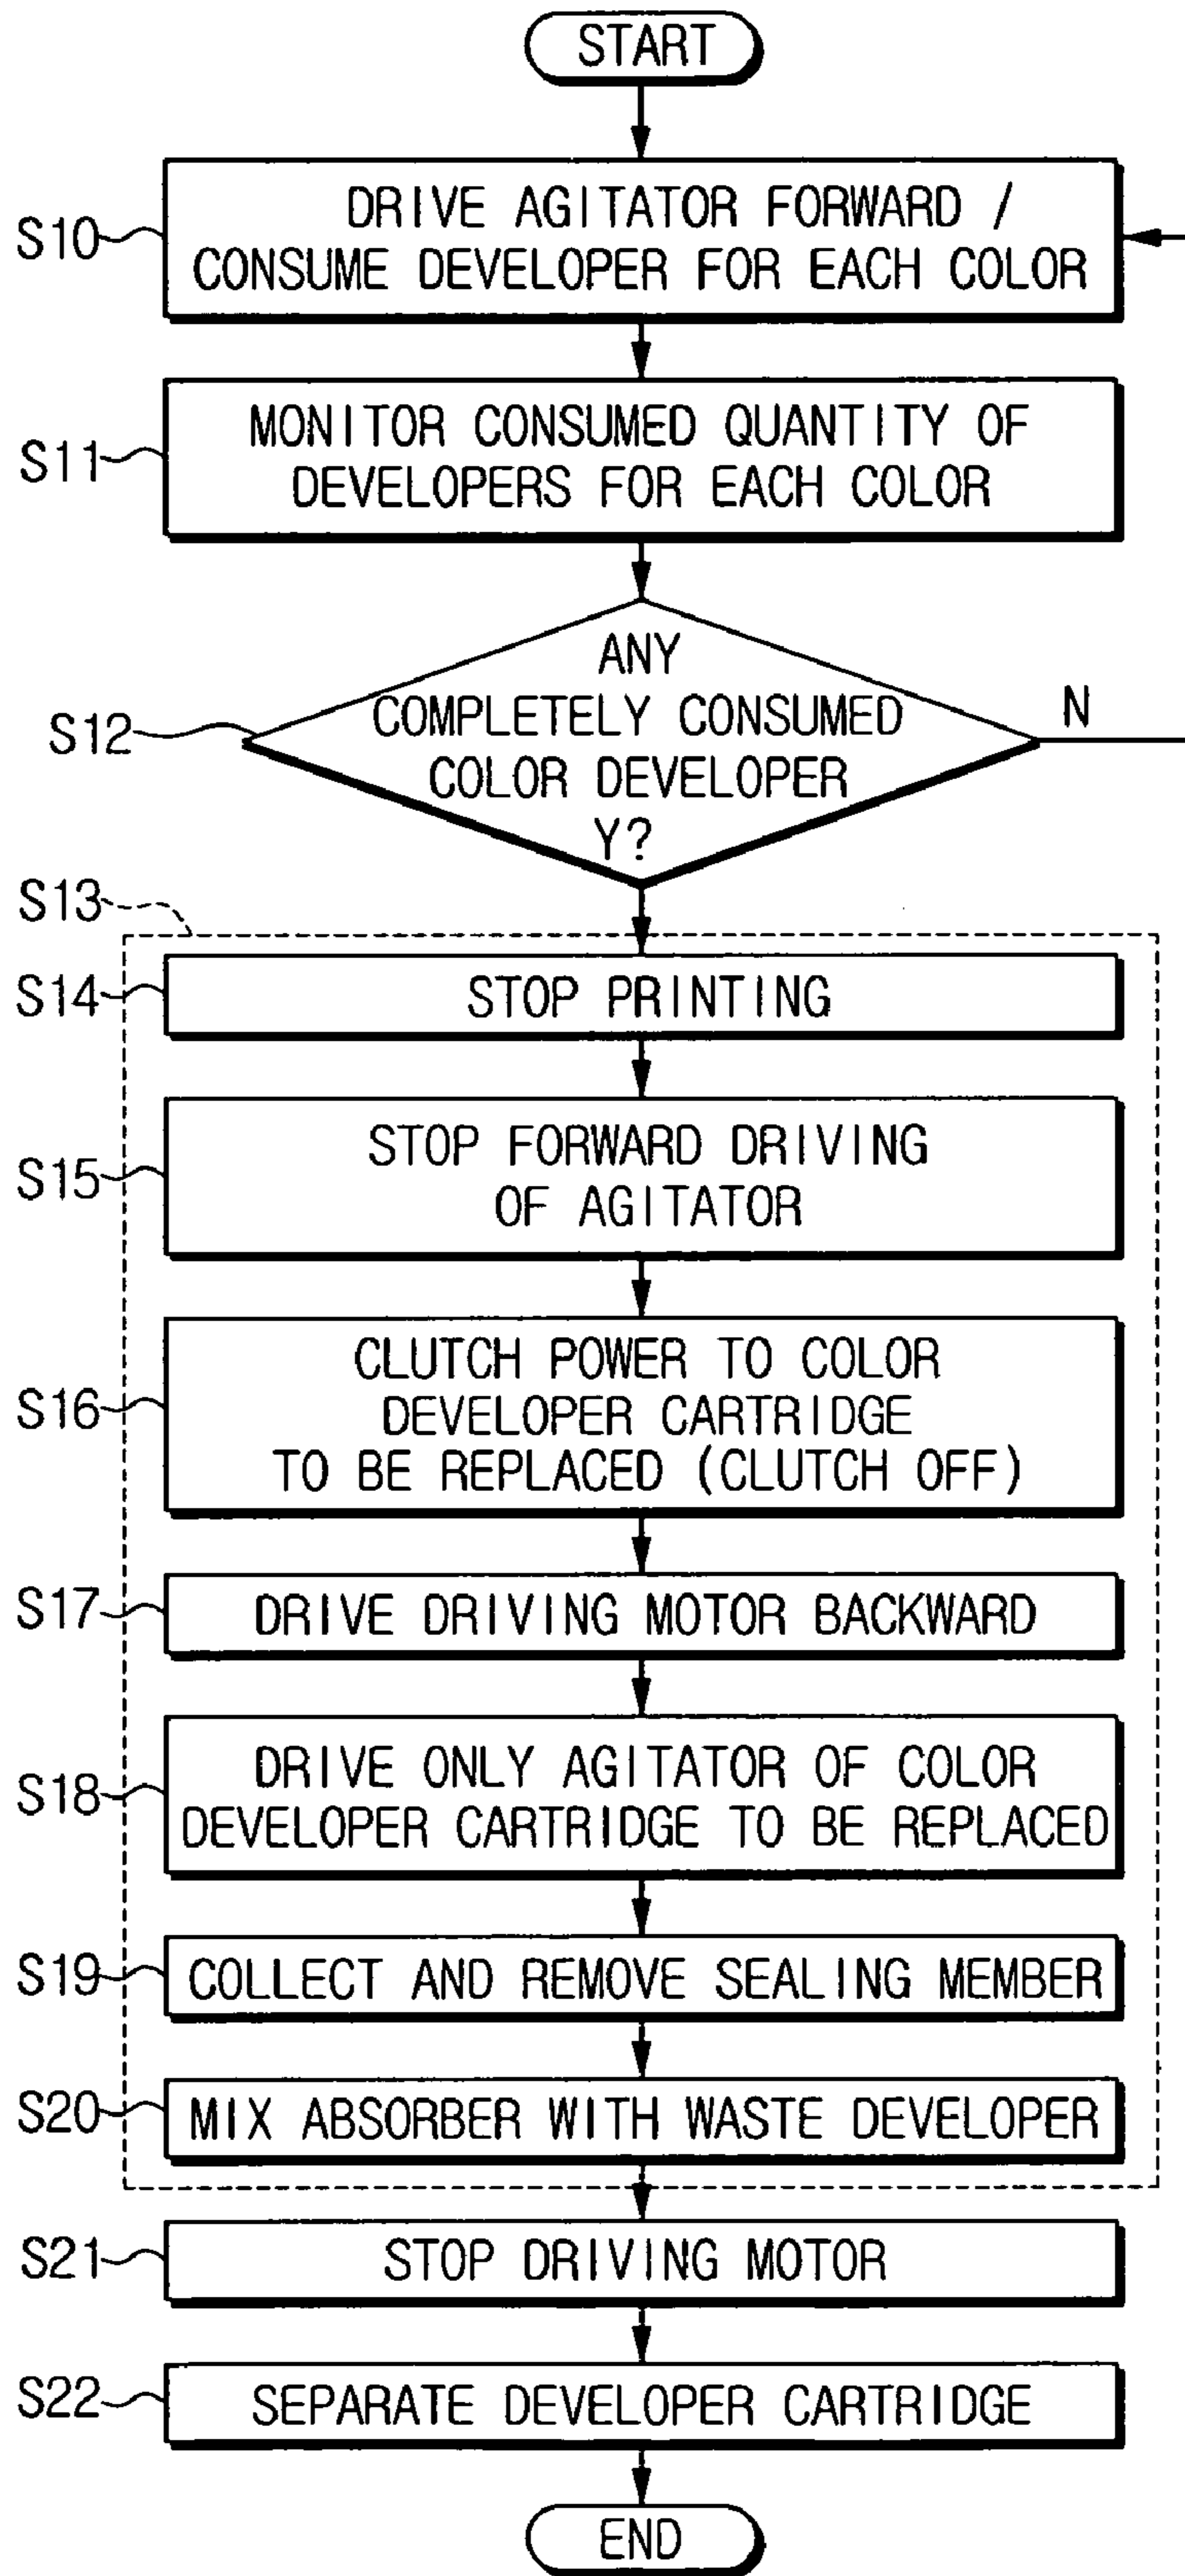 START
S10
DRIVE AGITATOR FORWARD /
CONSUME DEVELOPER FOR EACH COLOR
S11
MONITOR CONSUMED QUANTITY OF
DEVELOPERS FOR EACH COLOR
S12
ANY
COMPLETELY CONSUMED
COLOR DEVELOPER
Y?
N
S13
S14
STOP PRINTING
S15
STOP FORWARD DRIVING
OF AGITATOR
S16
CLUTCH POWER TO COLOR
DEVELOPER CARTRIDGE
TO BE REPLACED (CLUTCH OFF)
S17
DRIVE DRIVING MOTOR BACKWARD
S18
DRIVE ONLY AGITATOR OF COLOR
DEVELOPER CARTRIDGE TO BE REPLACED
S19
COLLECT AND REMOVE SEALING MEMBER
S20
MIX ABSORBER WITH WASTE DEVELOPER
S21
STOP DRIVING MOTOR
S22
SEPARATE DEVELOPER CARTRIDGE
END